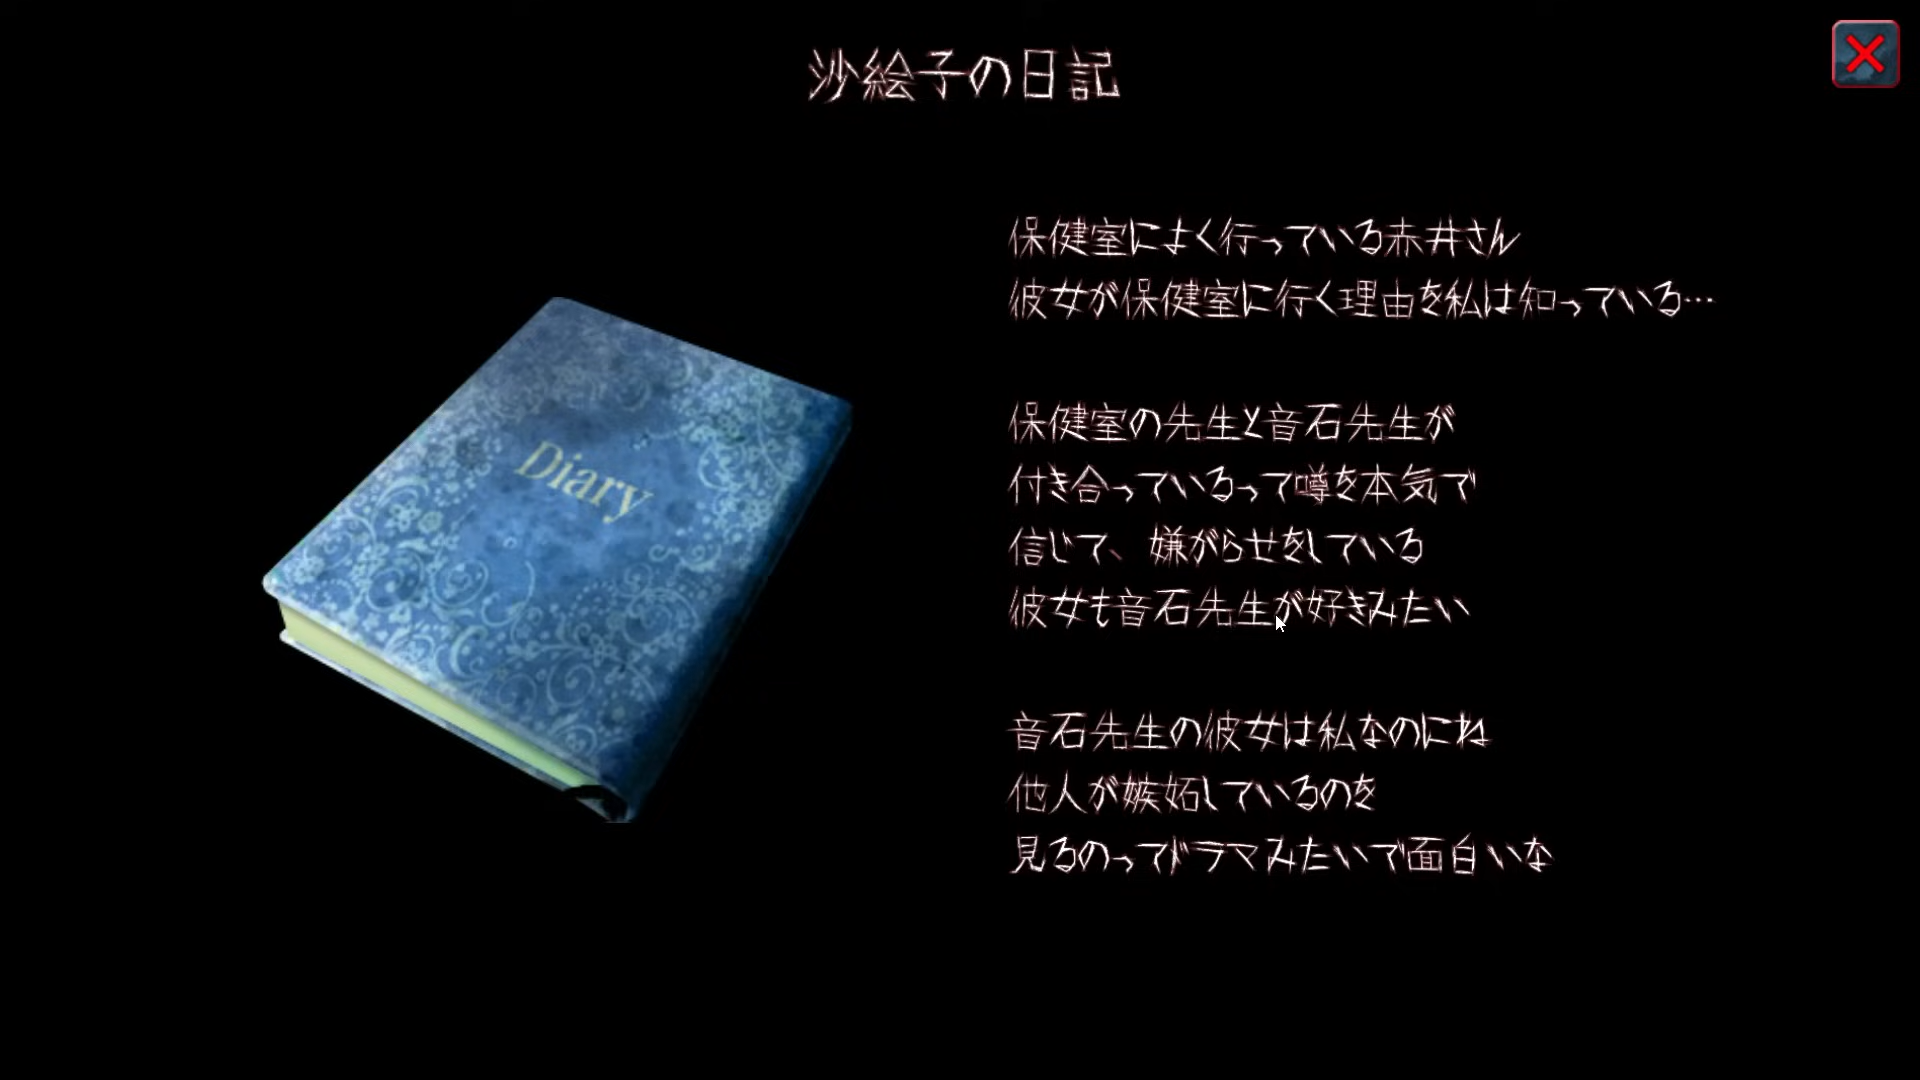 沙絵子の日記
Diary
保健室によく行っている赤井さん
彼女が保健室に行く理由を私は知っている…
保健室の先生と音石先生が
付き合っているって噂を本気で
信じて、嫌がらせをしている
彼女も音石先生が好きみたい
音石先生の彼女は私なのにね
他人が嫉妬しているのを
見るのってドラマみたいで面白いな